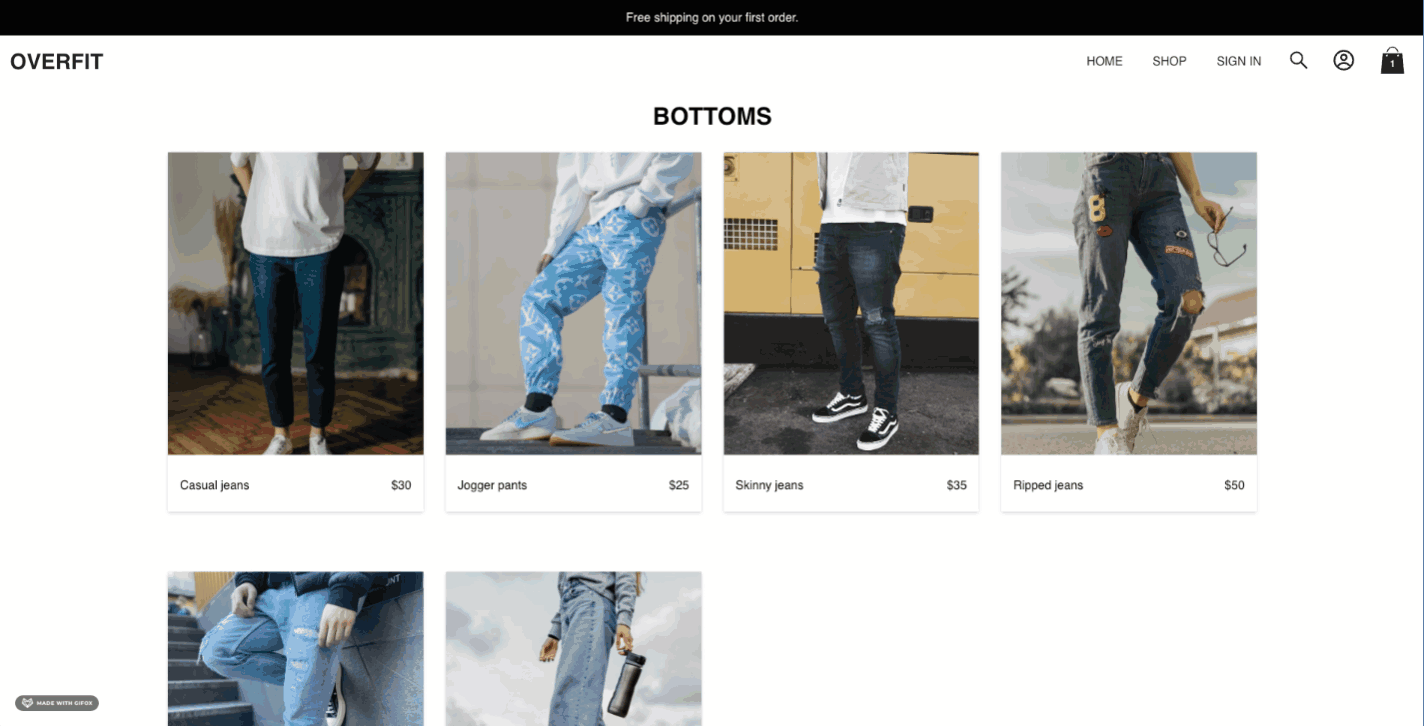 Free shipping on your first order.
OVERFIT
HOME SHOP SIGN IN 1
BOTTOMS
8
Casual jeans $30
Jogger pants $25
Skinny jeans $35
Ripped jeans $50
MADE WITH GIFOX